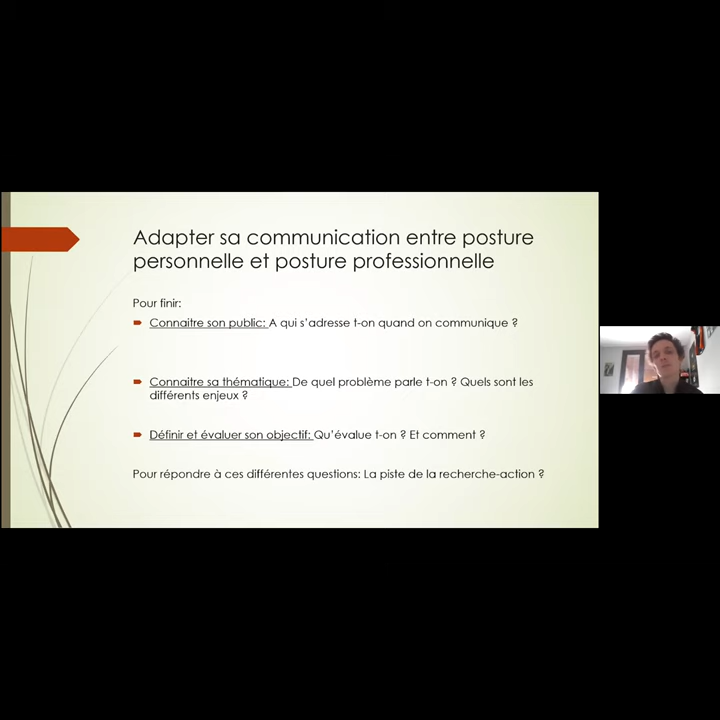 Adapter sa communication entre posture
personnelle et posture professionnelle
Pour finir:
Connaitre son public: A qui s'adresse t-on quand on communique ?
Connaitre sa thématique: De quel problème parle t-on ? Quels sont les
différents enjeux ?
Définir et évaluer son objectif: Qu'évalue t-on ? Et comment ?
Pour répondre à ces différentes questions: La piste de la recherche-action ?